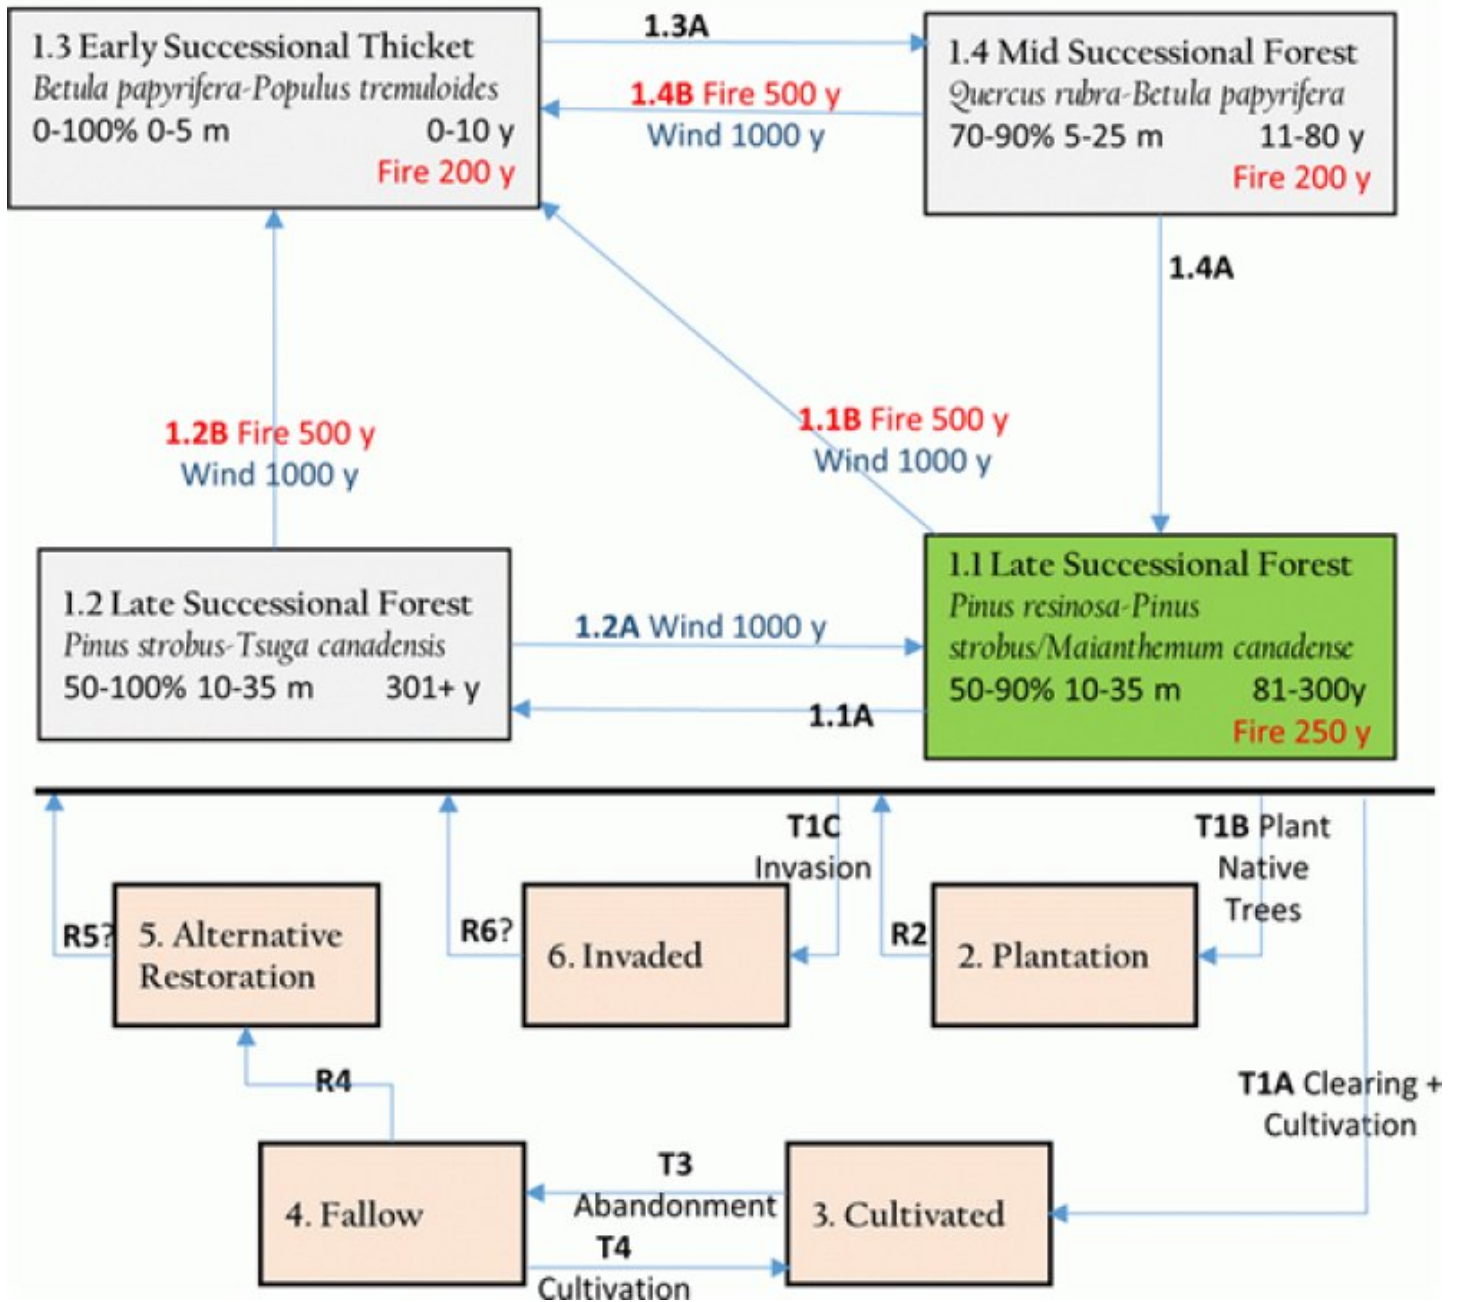 1.3 Early Successional Thicket
Betula papyrifera-Populus tremuloides
0-100% 0-5 m 0-10 y
Fire 200 y
1.3A
1.4B Fire 500 y
Wind 1000 y
1.4 Mid Successional Forest
Quercus rubra-Betula papyrifera
70-90% 5-25 m 11-80 y
Fire 200 y
1.4A
1.2B Fire 500 y
Wind 1000 y
1.1B Fire 500 y
Wind 1000 y
1.2 Late Successional Forest
Pinus strobus-Tsuga canadensis
50-100% 10-35 m 301+ y
1.2A Wind 1000 y
1.1A
1.1 Late Successional Forest
Pinus resinosa-Pinus
strobus/Maianthemum canadense
50-90% 10-35 m 81-300y
Fire 250 y
T1C
Invasion
T1B Plant
Native
Trees
R5?
5. Alternative
Restoration
R6?
6. Invaded
R2
2. Plantation
R4
T1A Clearing +
Cultivation
4. Fallow
T3
Abandonment
T4
Cultivation
3. Cultivated